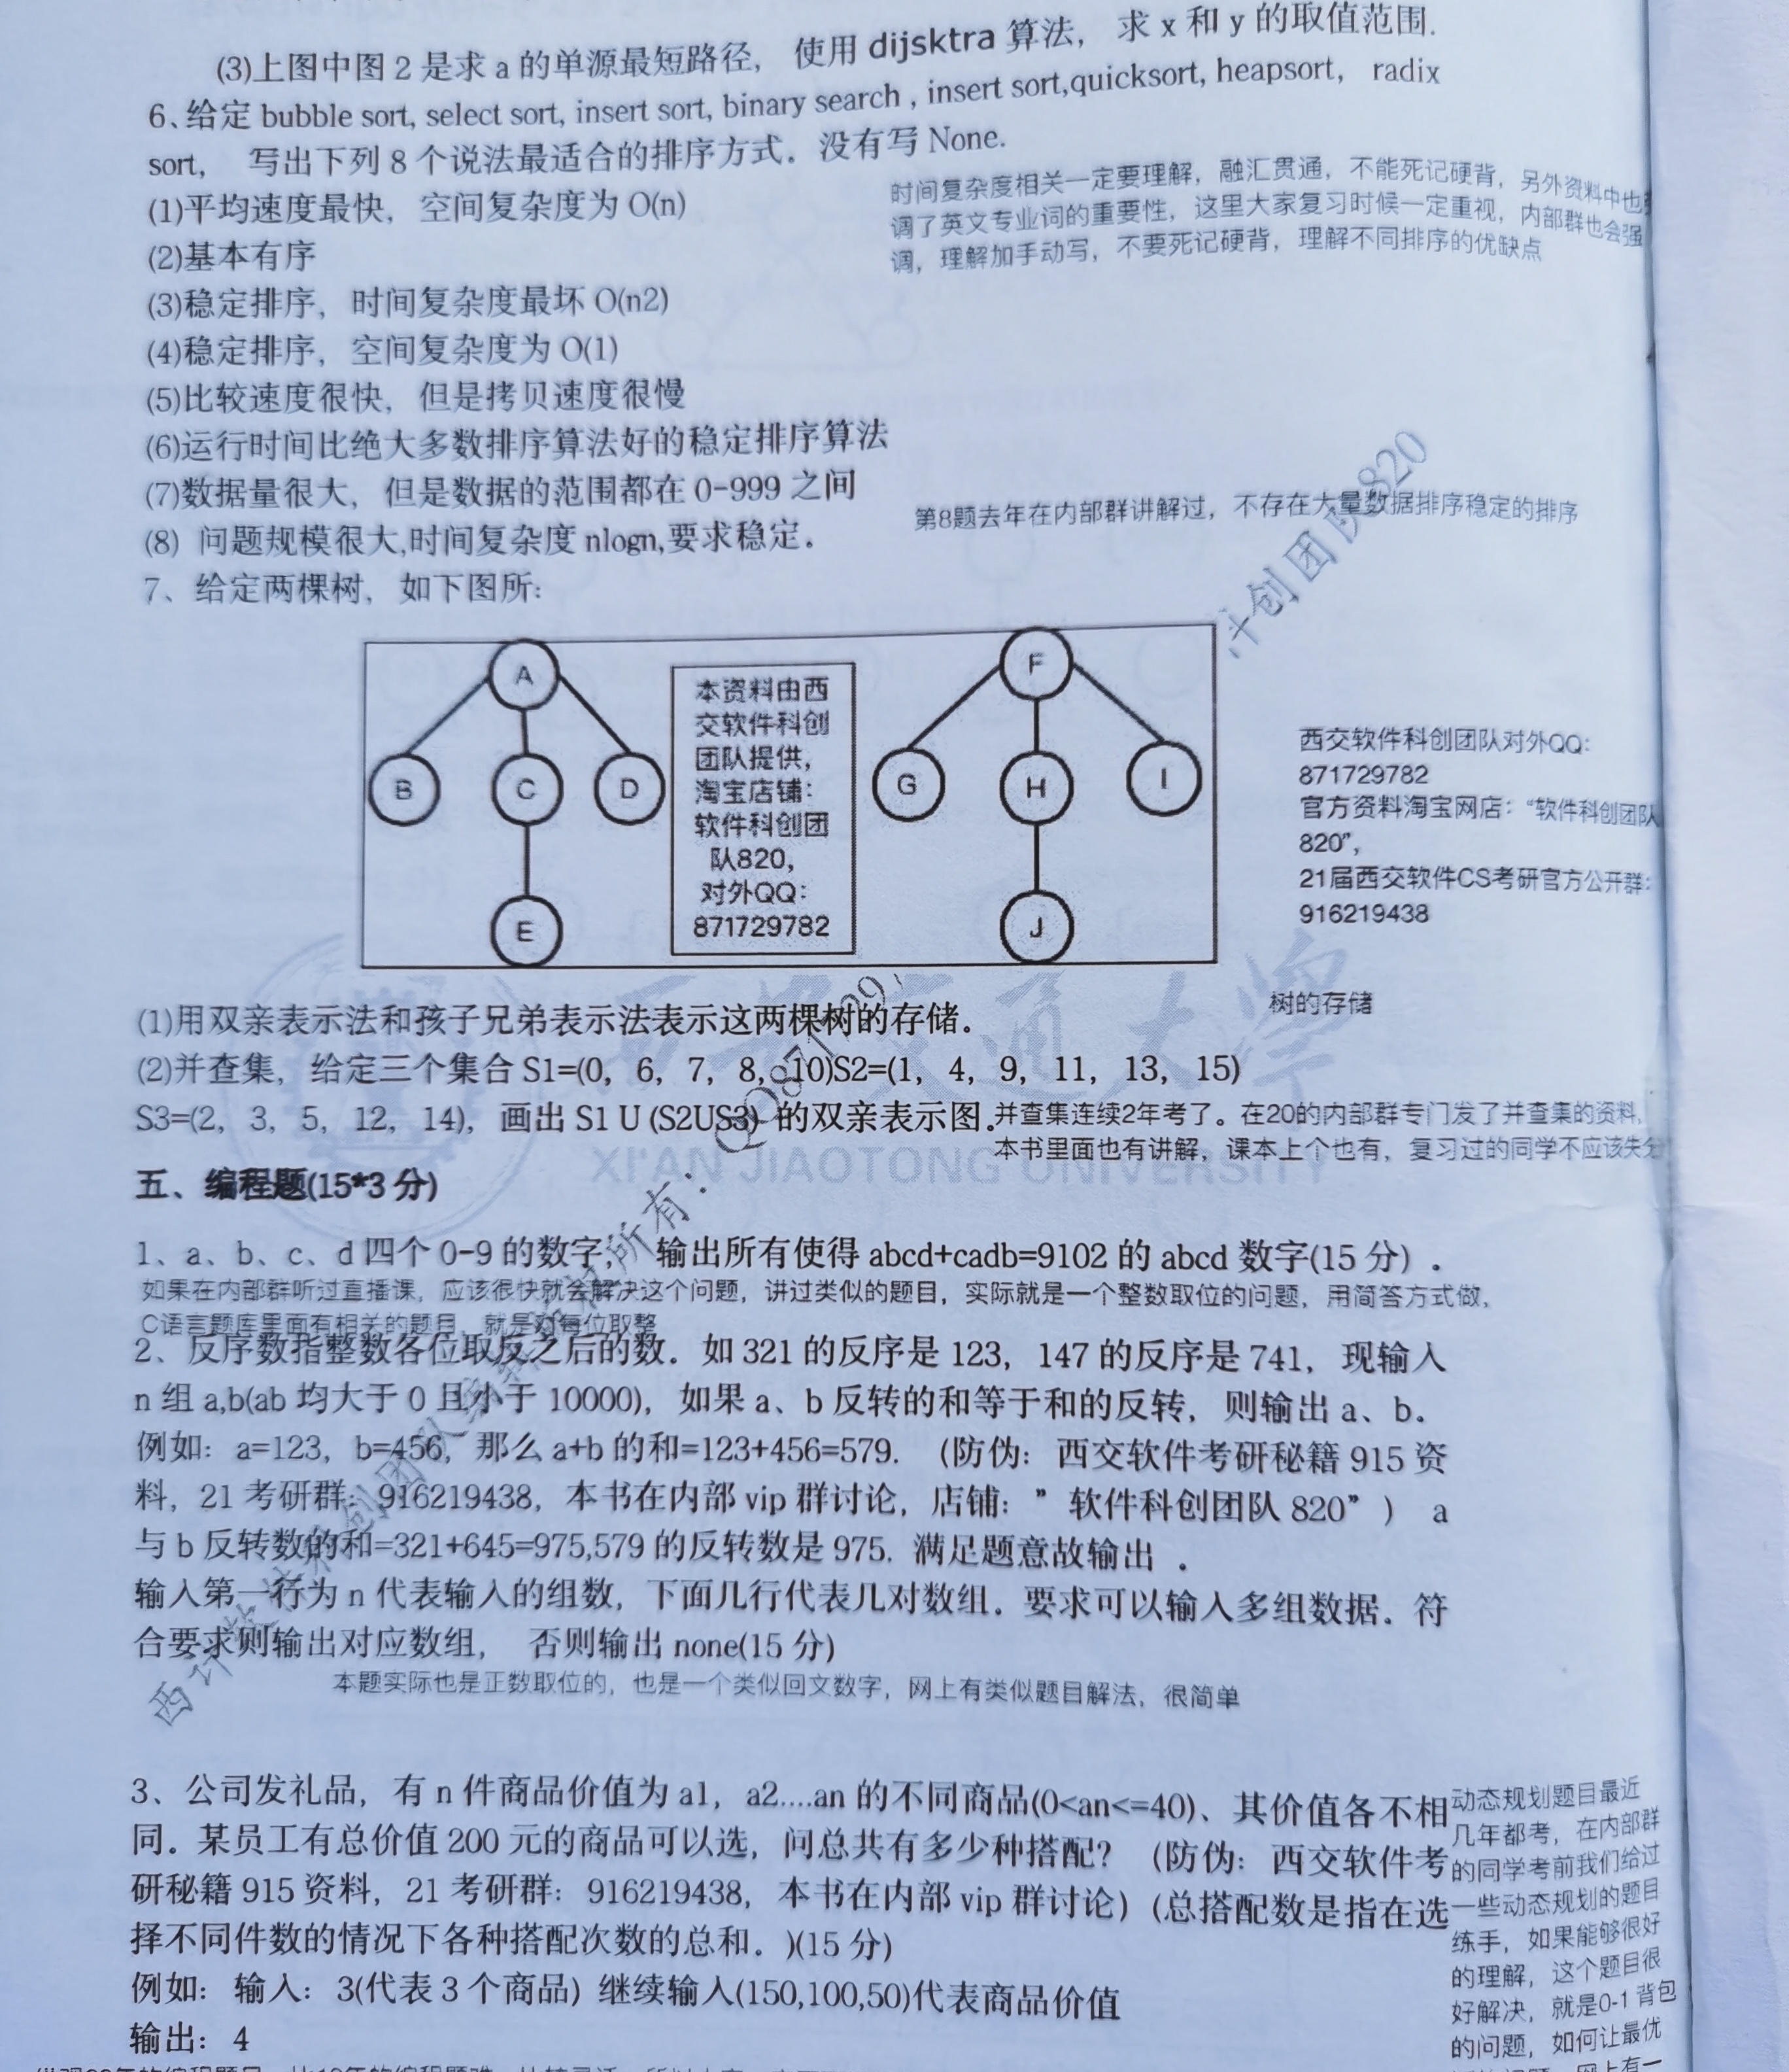 (3)上图中图 2 是求 a 的单源最短路径， 使用 dijsktra 算法， 求 x 和 y 的取值范围.
6、给定 bubble sort, select sort, insert sort, binary search , insert sort,quicksort, heapsort， radix
sort， 写出下列 8 个说法最适合的排序方式。没有写 None.
(1)平均速度最快，空间复杂度为 O(n)
时间复杂度相关一定要理解，融汇贯通，不能死记硬背，另外资料中也
调了英文专业词的重要性，这里大家复习时候一定重视，内部群也会强
调，理解加手动写，不要死记硬背，理解不同排序的优缺点
(2)基本有序
(3)稳定排序，时间复杂度最坏 O(n2)
(4)稳定排序，空间复杂度为 O(1)
(5)比较速度很快，但是拷贝速度很慢
(6)运行时间比绝大多数排序算法好的稳定排序算法
(7)数据量很大，但是数据的范围都在 0-999 之间
(8) 问题规模很大,时间复杂度 nlogn,要求稳定。
第8题去年在内部群讲解过，不存在大量数据排序稳定的排序
7、给定两棵树，如下图所:
A
B
C
D
E
本资料由西
交软件科创
团队提供，
淘宝店铺：
软件科创团
队820，
对外QQ：
871729782
F
G
H
I
J
西交软件科创团队对外QQ：
871729782
官方资料淘宝网店：“软件科创团队
820”，
21届西交软件CS考研官方公开群：
916219438
(1)用双亲表示法和孩子兄弟表示法表示这两棵树的存储。
树的存储
(2)并查集，给定三个集合 S1=(0，6，7，8，10)S2=(1，4，9，11，13，15)
S3=(2，3，5，12，14)，画出 S1 U (S2US3) 的双亲表示图.
并查集连续2年考了。在20的内部群专门发了并查集的资料，
本书里面也有讲解，课本上个也有，复习过的同学不应该失分
XI'AN JIAOTONG UNIVERSITY
五、编程题(15*3 分)
1、a、b、c、d 四个 0-9 的数字； 输出所有使得 abcd+cadb=9102 的 abcd 数字(15 分) .
如果在内部群听过直播课，应该很快就会解决这个问题，讲过类似的题目，实际就是一个整数取位的问题，用简答方式做，
C语言题库里面有相关的题目，就是对每位取整
2、反序数指整数各位取反之后的数．如 321 的反序是 123，147 的反序是 741，现输入
n 组 a,b(ab 均大于 0 且小于 10000)，如果 a、b 反转的和等于和的反转，则输出 a、b.
例如：a=123，b=456，那么 a+b 的和=123+456=579. （防伪：西交软件考研秘籍 915 资
料，21 考研群：916219438，本书在内部 vip 群讨论，店铺：”软件科创团队 820”） a
与 b 反转数的和=321+645=975,579 的反转数是 975. 满足题意故输出 .
输入第一行为 n 代表输入的组数，下面几行代表几对数组．要求可以输入多组数据．符
合要求则输出对应数组， 否则输出 none(15 分)
本题实际也是正数取位的，也是一个类似回文数字，网上有类似题目解法，很简单
3、公司发礼品，有 n 件商品价值为 a1，a2....an 的不同商品(0<an<=40)、其价值各不相
同。某员工有总价值 200 元的商品可以选，问总共有多少种搭配？（防伪：西交软件考
研秘籍 915 资料，21 考研群：916219438，本书在内部 vip 群讨论）(总搭配数是指在选
择不同件数的情况下各种搭配次数的总和。)(15 分)
例如：输入：3(代表 3 个商品) 继续输入(150,100,50)代表商品价值
输出：4
动态规划题目最近
几年都考，在内部群
的同学考前我们给过
一些动态规划的题目
练手，如果能够很好
的理解，这个题目很
好解决，就是0-1 背包
的问题，如何让最优